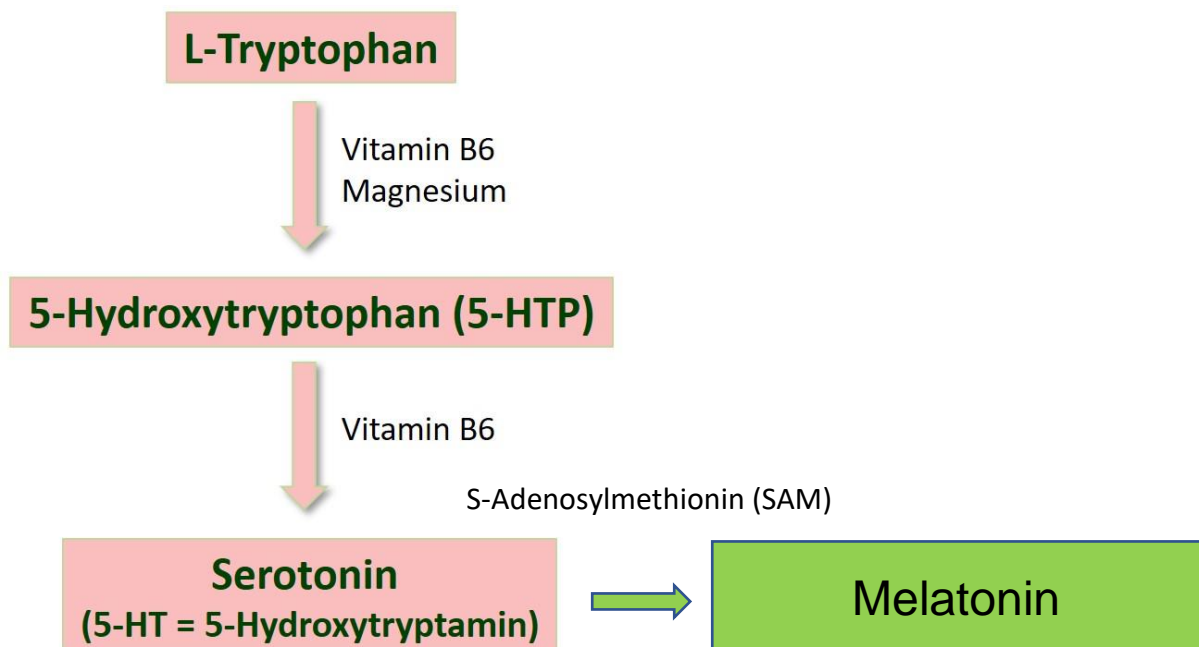 L-Tryptophan
Vitamin B6
Magnesium
5-Hydroxytryptophan (5-HTP)
Vitamin B6
S-Adenosylmethionin (SAM)
Serotonin
(5-HT = 5-Hydroxytryptamin)
Melatonin